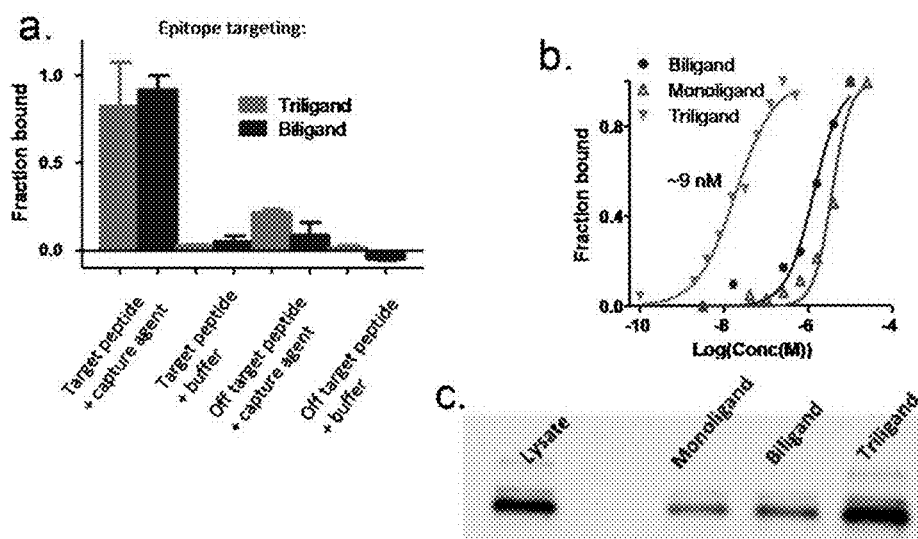 a.
Epitope targeting:
Fraction bound
1.0
0.5
0.0
Triligand
Biligand
Target peptide
+ capture agent
Target peptide
+ buffer
Off target peptide
+ capture agent
Off target peptide
+ buffer
b.
Biligand
Monoligand
Triligand
Fraction bound
0.8
0.4
0.0
~9 nM
-10
-8
-6
-4
Log(Conc(M))
c.
Lysate
Monoligand
Biligand
Triligand